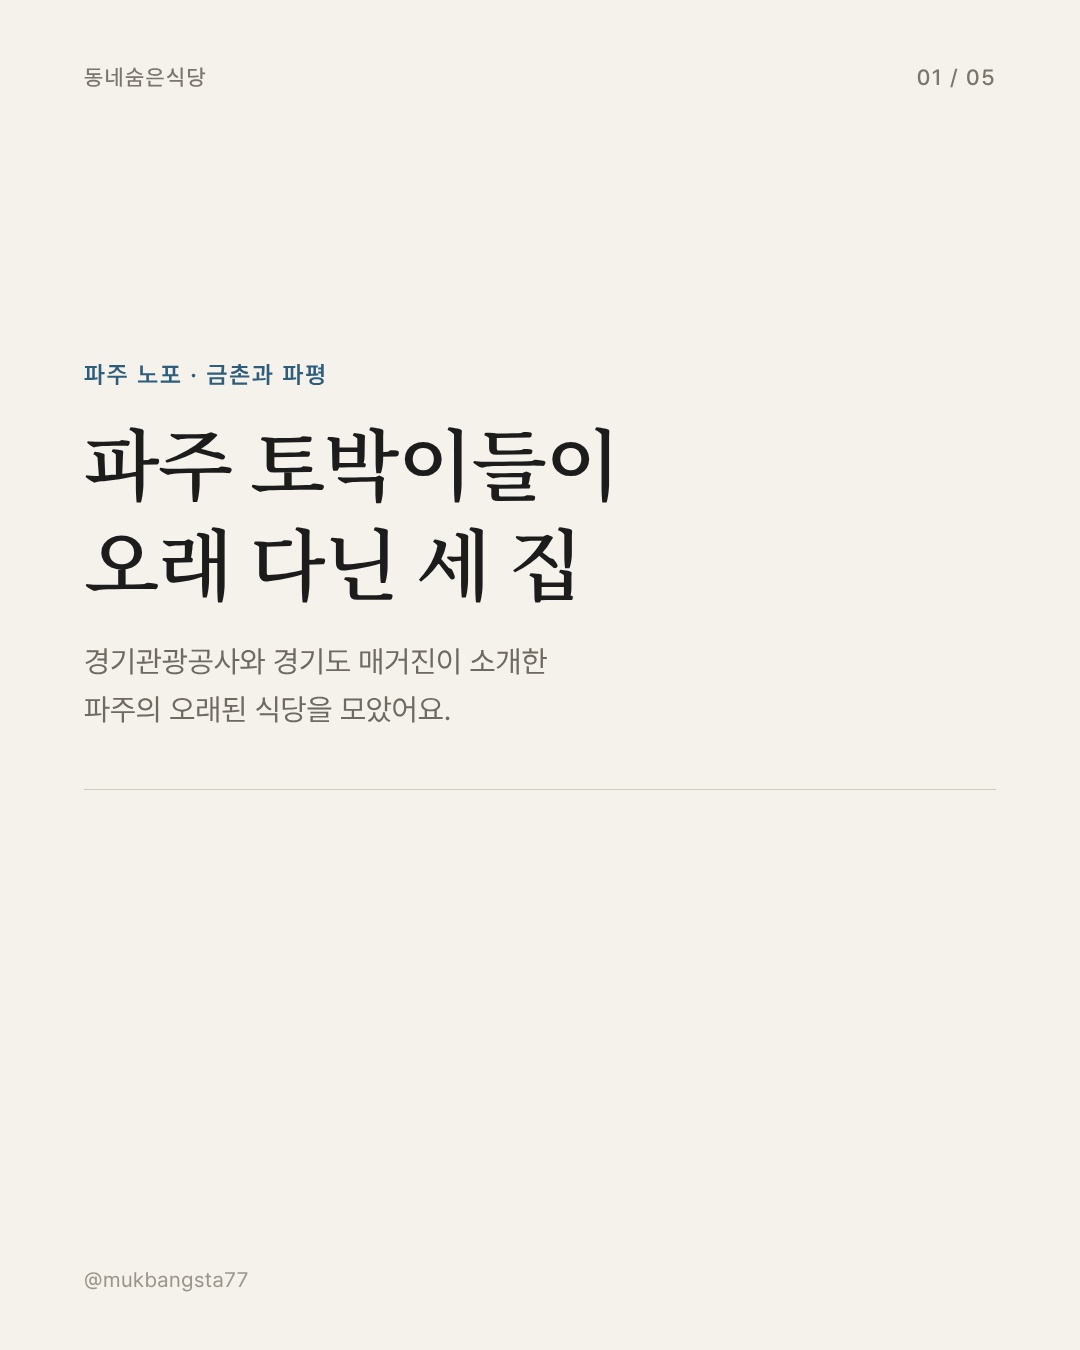 동네숨은식당
01 / 05
파주 노포 · 금촌과 파평
파주 토박이들이
오래 다닌 세 집
경기관광공사와 경기도 매거진이 소개한
파주의 오래된 식당을 모았어요.
@mukbangsta77